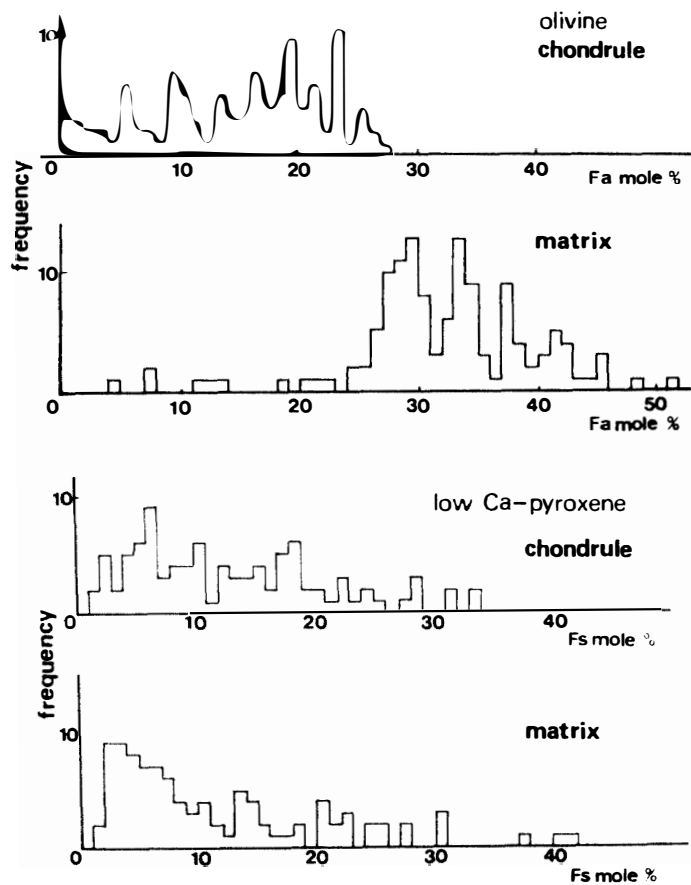 olivine
chondrule
10
0 10 20 30 40
Fa mole %
frequency
matrix
10
0 10 20 30 40 50
Fa mole %
low Ca-pyroxene
chondrule
10
0 10 20 30 40
Fs mole %
frequency
matrix
10
0 10 20 30 40
Fs mole %